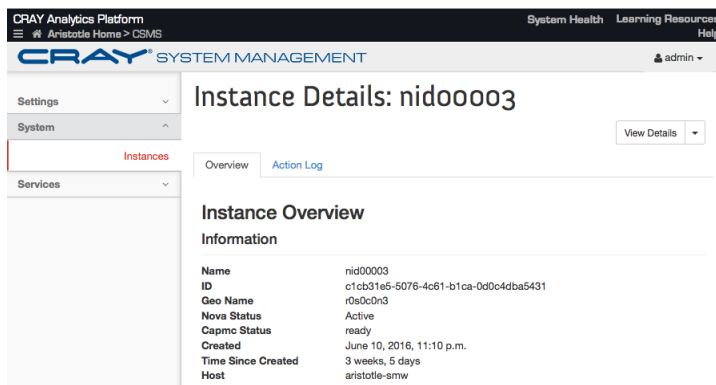 CRAY Analytics Platform
System Health Learning Resources
Aristotle Home > CSMS
Help
CRAY® SYSTEM MANAGEMENT
admin
Settings
System
Instances
Services
Instance Details: nid00003
View Details
Overview
Action Log
Instance Overview
Information
Name nid00003
ID c1cb31e5-5076-4c61-b1ca-0d0c4dba5431
Geo Name r0s0c0n3
Nova Status Active
Capmc Status ready
Created June 10, 2016, 11:10 p.m.
Time Since Created 3 weeks, 5 days
Host aristotle-smw